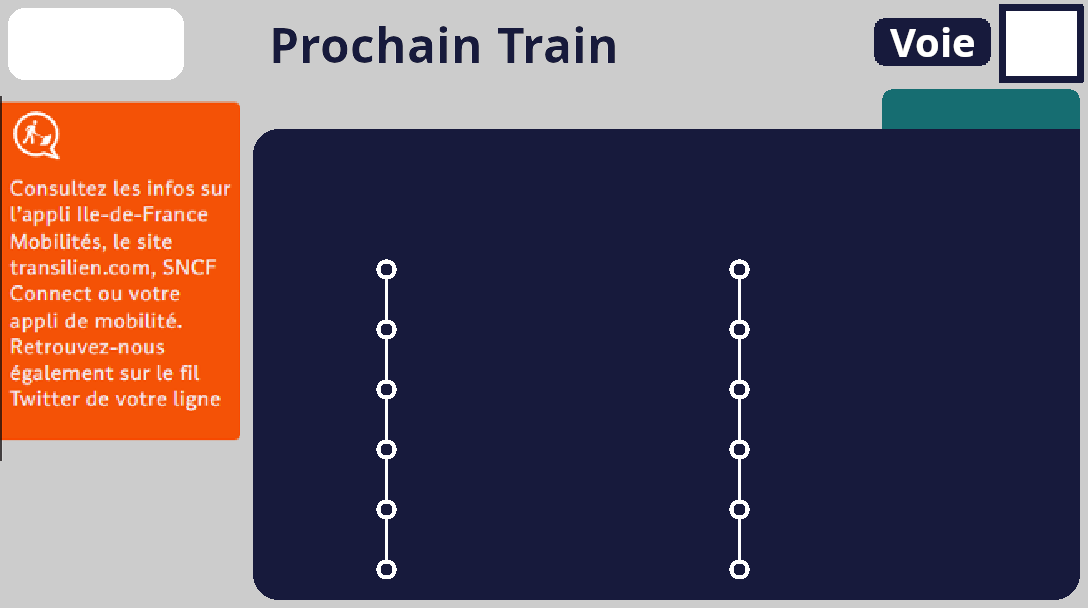 Prochain Train
Voie
Consultez les infos sur
l'appli Ile-de-France
Mobilités, le site
transilien.com, SNCF
Connect ou votre
appli de mobilité.
Retrouvez-nous
également sur le fil
Twitter de votre ligne